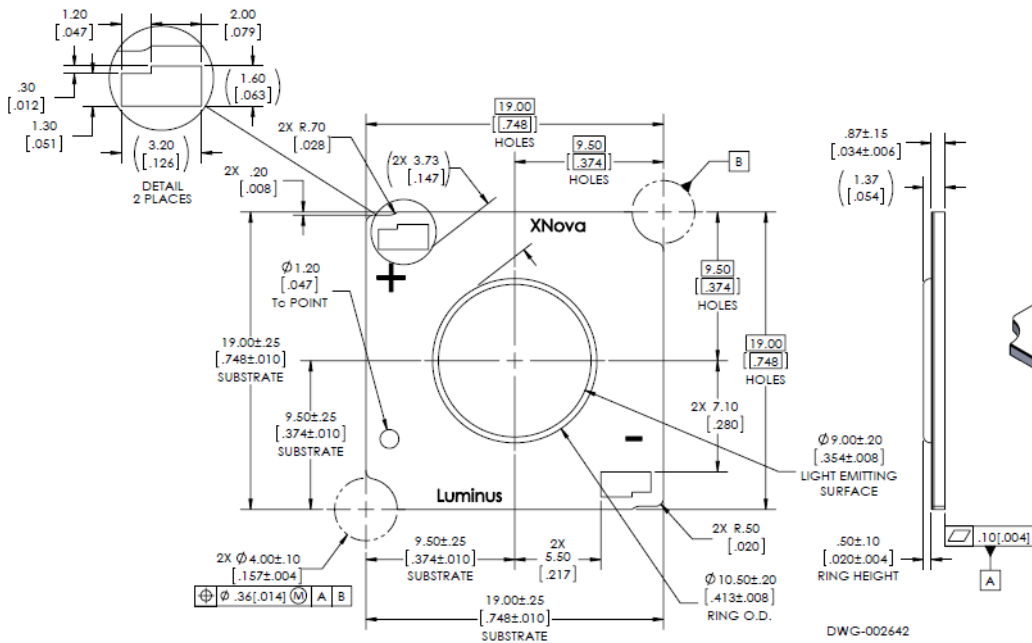 1.20
[.047]
2.00
[.079]
.30
[.012]
1.30
[.051]
(1.60
[.063])
(3.20
[.126])
DETAIL
2 PLACES
2X R.70
[.028]
2X .20
[.008]
(2X 3.73
[.147])
19.00
[.748]
HOLES
9.50
[.374]
HOLES
B
.87±.15
[.034±.006]
(1.37
[.054])
XNova
+
Ø1.20
[.047]
Tc POINT
9.50
[.374]
HOLES
19.00
[.748]
HOLES
19.00±.25
[.748±.010]
SUBSTRATE
9.50±.25
[.374±.010]
SUBSTRATE
2X 7.10
[.280]
-
Ø9.00±.20
[.354±.008]
LIGHT EMITTING
SURFACE
Luminus
2X R.50
[.020]
2X Ø4.00±.10
[.157±.004]
⌖ Ø .36[.014] Ⓜ A B
9.50±.25
[.374±.010]
SUBSTRATE
2X
5.50
[.217]
Ø10.50±.20
[.413±.008]
RING O.D.
19.00±.25
[.748±.010]
SUBSTRATE
.50±.10
[.020±.004]
RING HEIGHT
⏥ .10[.004]
A
DWG-002642